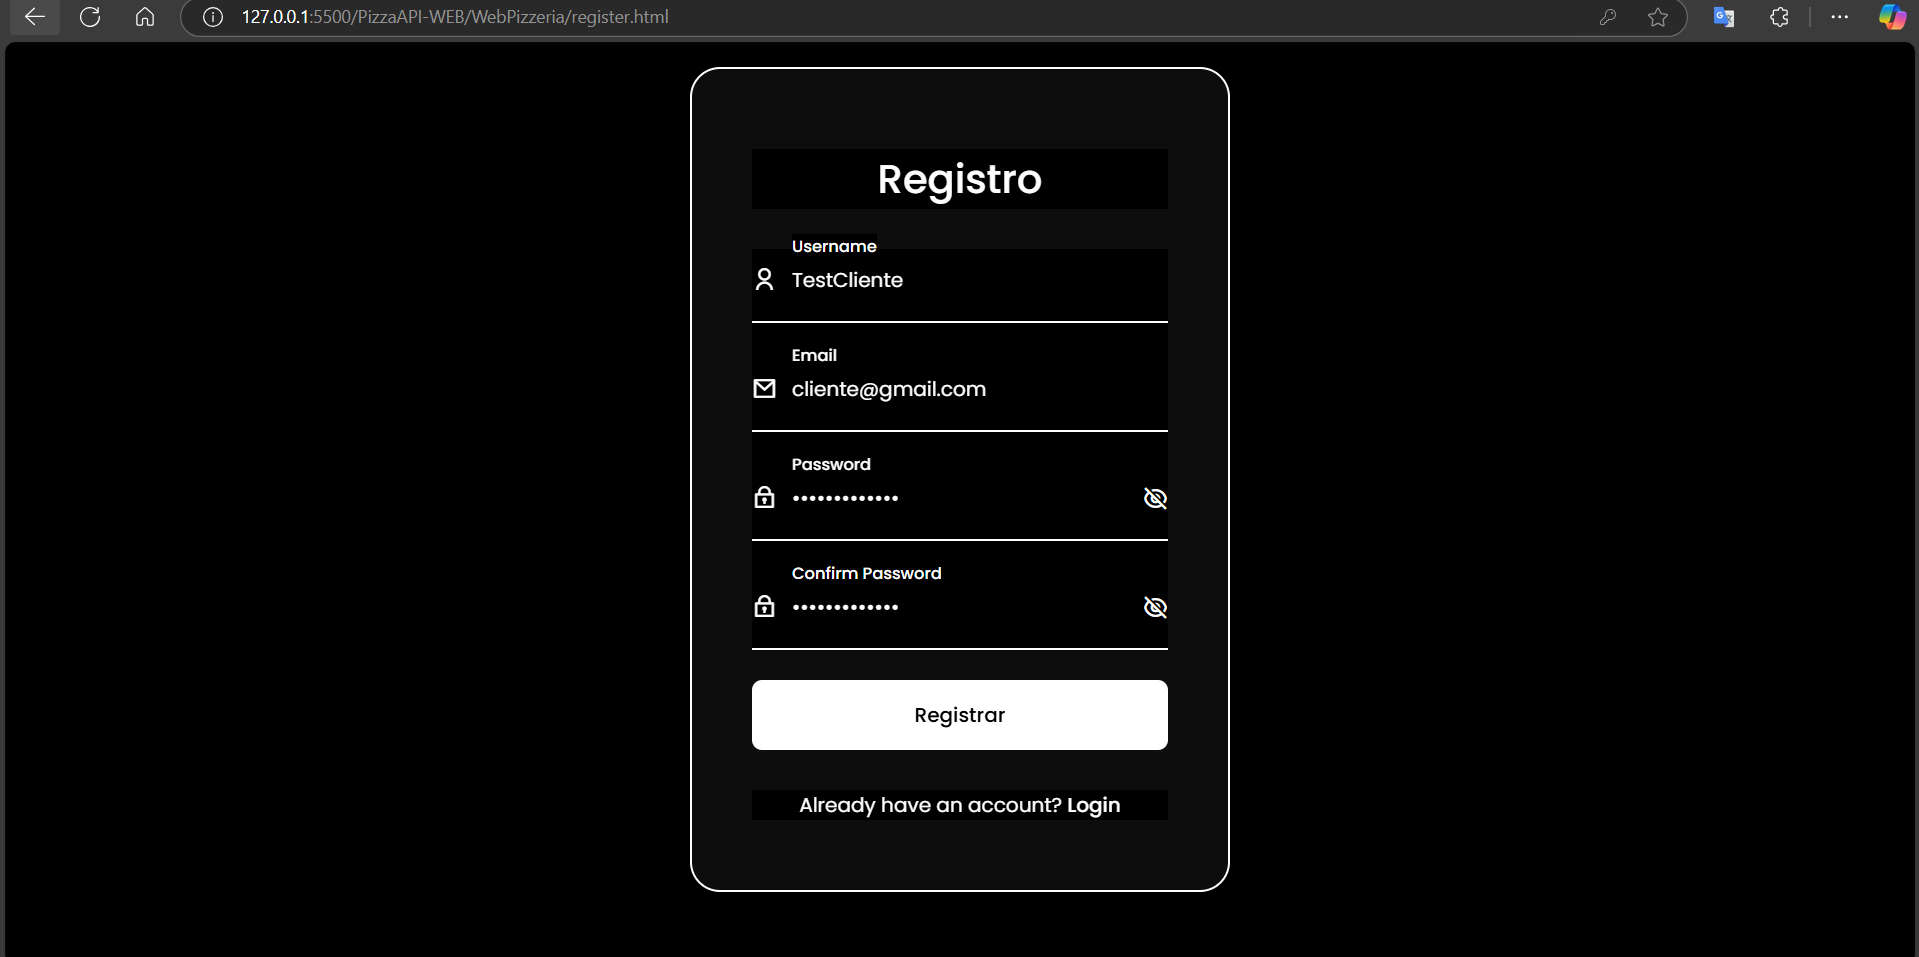 127.0.0.1:5500/PizzaAPI-WEB/WebPizzeria/register.html
Registro
Username
TestCliente
Email
cliente@gmail.com
Password
•••••••••••••
Confirm Password
•••••••••••••
Registrar
Already have an account? Login